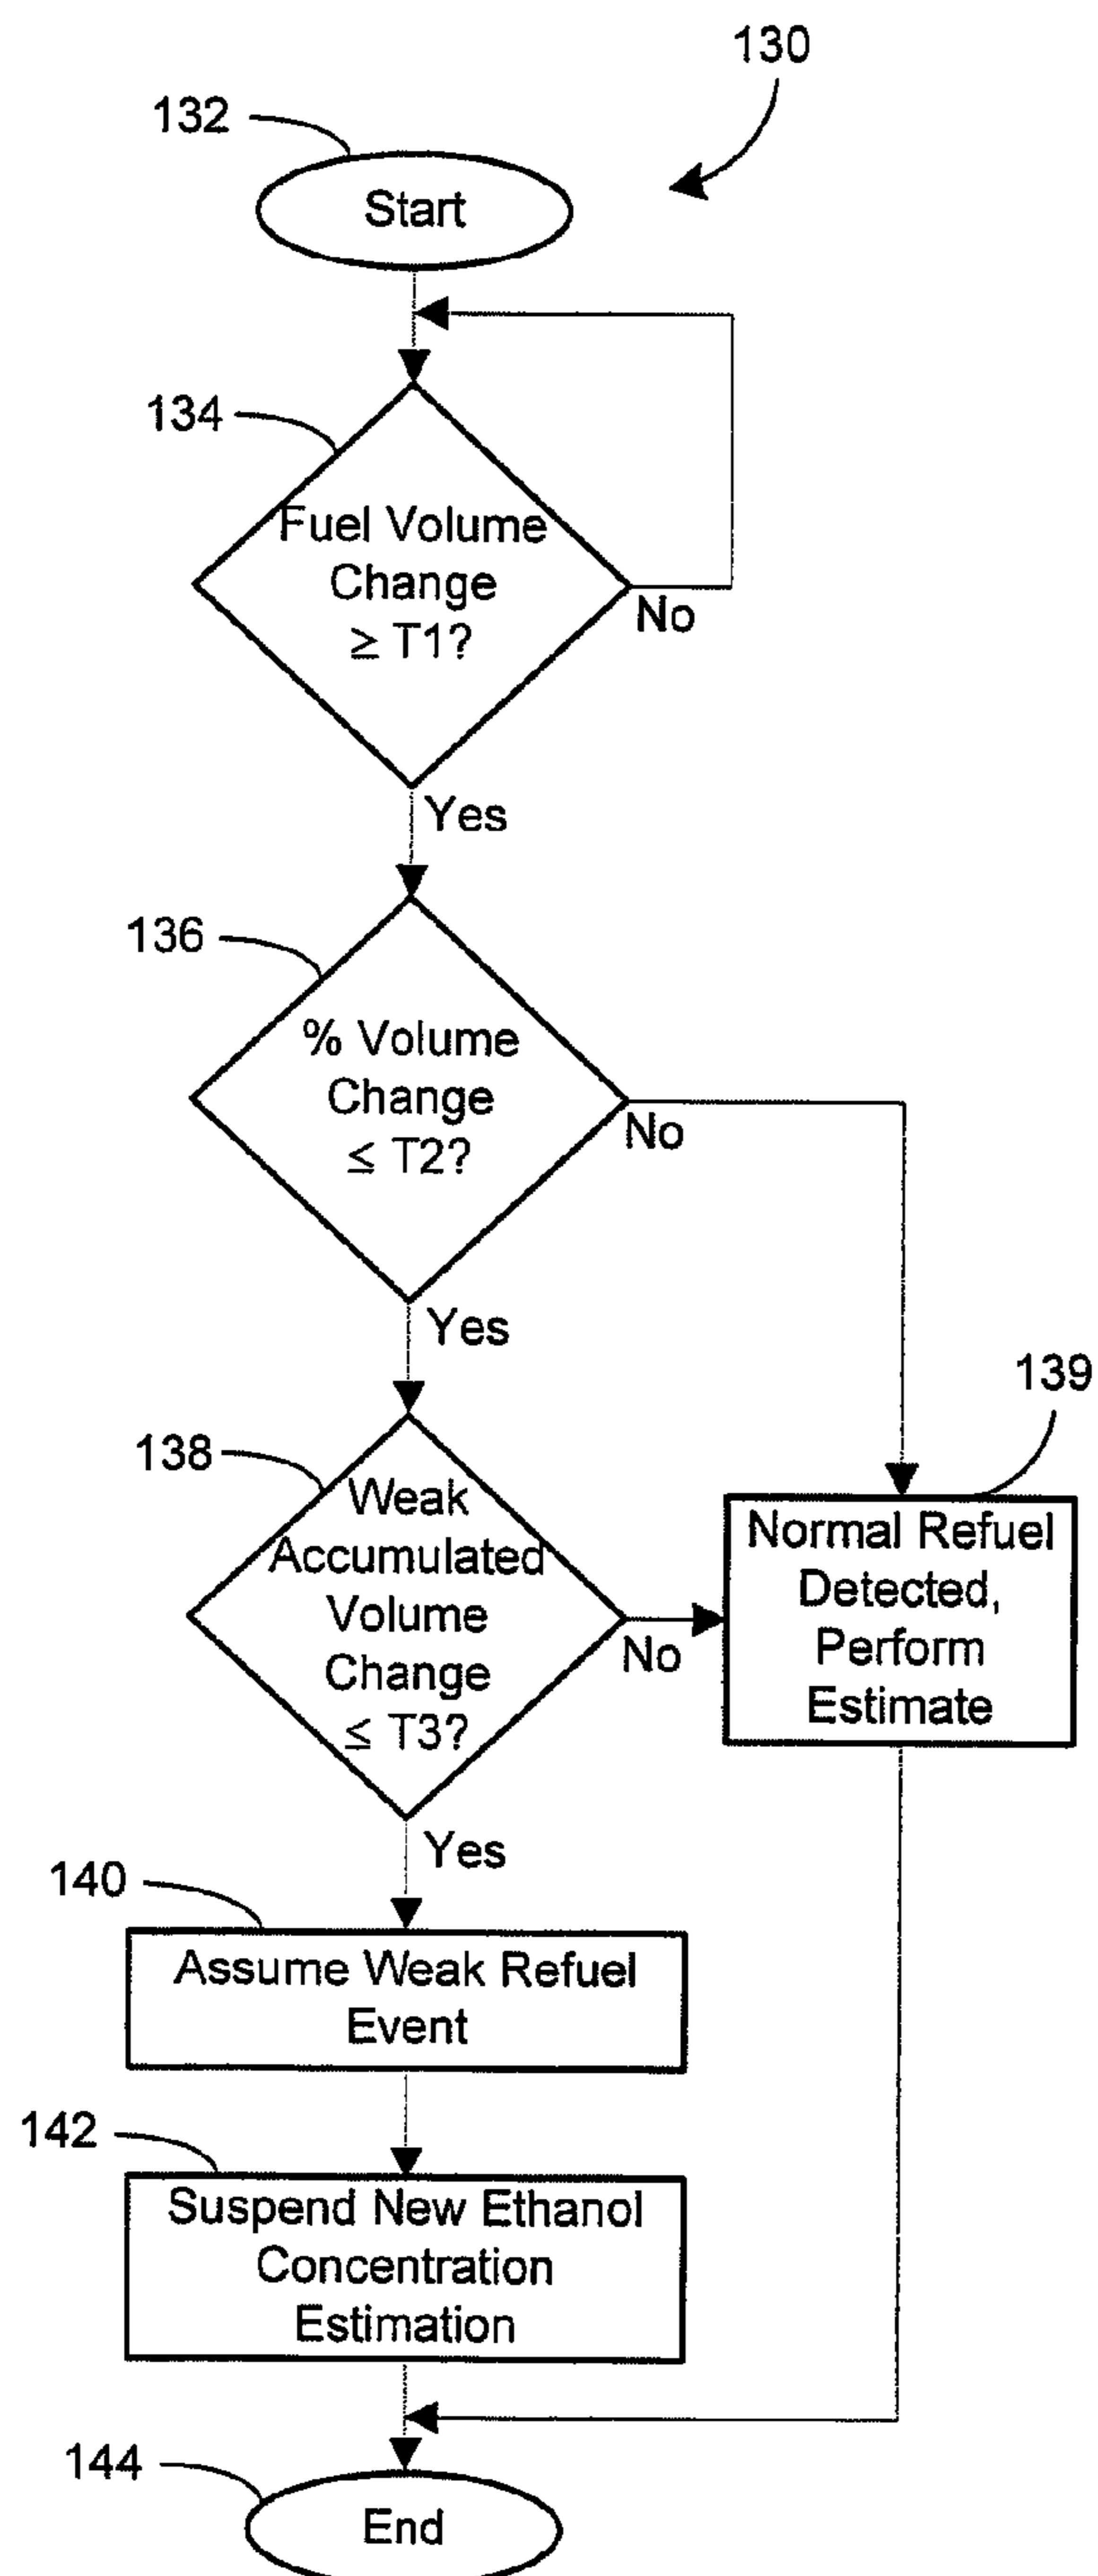 130
132
Start
134
Fuel Volume
Change
≥ T1?
No
Yes
136
% Volume
Change
≤ T2?
No
Yes
139
138
Weak
Accumulated
Volume
Change
≤ T3?
No
Normal Refuel
Detected,
Perform
Estimate
Yes
140
Assume Weak Refuel
Event
142
Suspend New Ethanol
Concentration
Estimation
144
End